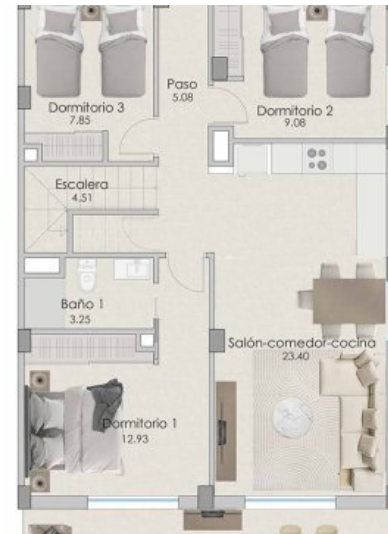 Paso
5.08
Dormitorio 3
7.85
Dormitorio 2
9.08
Escalera
4.51
Baño 1
3.25
Salón-comedor-cocina
23.40
Dormitorio 1
12.93